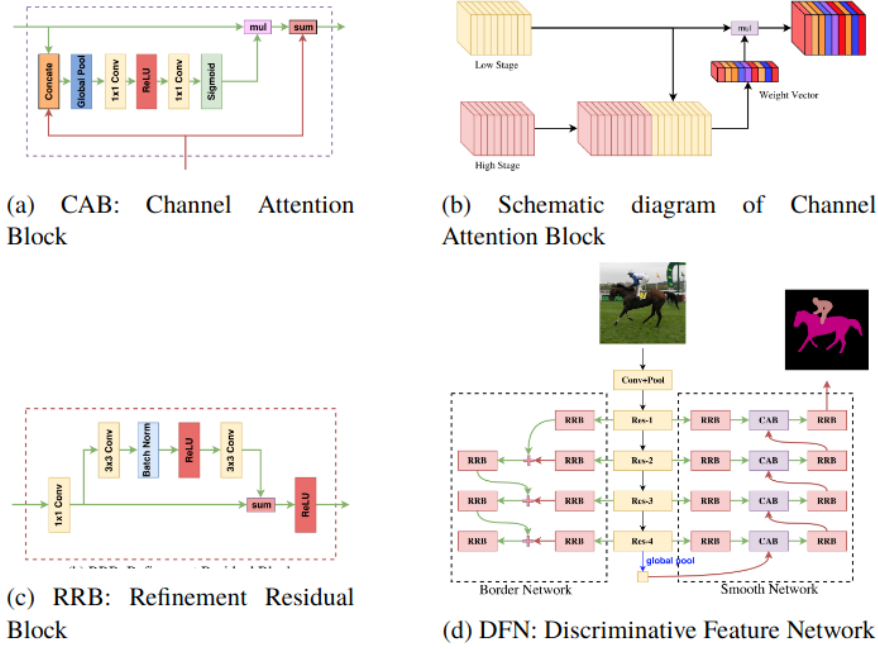 mul
sum
Concete
Global Pool
1x1 Conv
ReLU
1x1 Conv
Sigmoid
(a) CAB: Channel Attention
Block
Low Stage
mul
Weight Vector
High Stage
(b) Schematic diagram of Channel
Attention Block
1x1 Conv
3x3 Conv
Batch Norm
ReLU
3x3 Conv
sum
ReLU
(c) RRB: Refinement Residual
Block
Conv+Pool
RRB Res-1 RRB CAB RRB
RRB RRB Res-2 RRB CAB RRB
RRB RRB Res-3 RRB CAB RRB
RRB RRB Res-4 RRB CAB RRB
global pool
Border Network Smooth Network
(d) DFN: Discriminative Feature Network